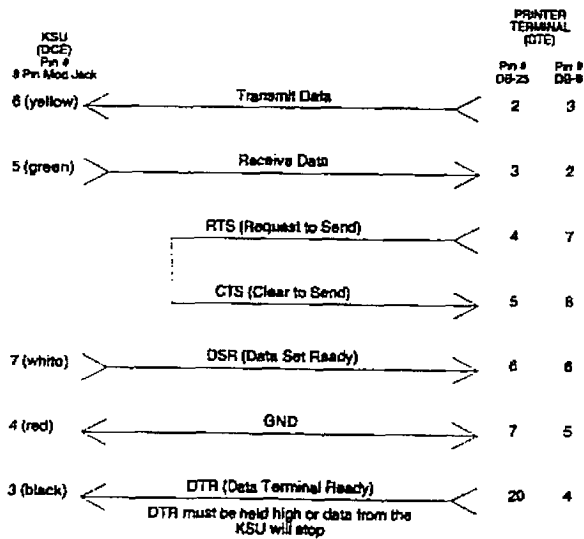 KSU
(DCE)
Pin #
8 Pin Mod Jack
PRINTER
TERMINAL
(DTE)
Pin #
DB-25
Pin #
DB-9
6 (yellow)
Transmit Data
2
3
5 (green)
Receive Data
3
2
RTS (Request to Send)
4
7
CTS (Clear to Send)
5
8
7 (white)
DSR (Data Set Ready)
6
6
4 (red)
GND
7
5
3 (black)
DTR (Data Terminal Ready)
20
4
DTR must be held high or data from the
KSU will stop